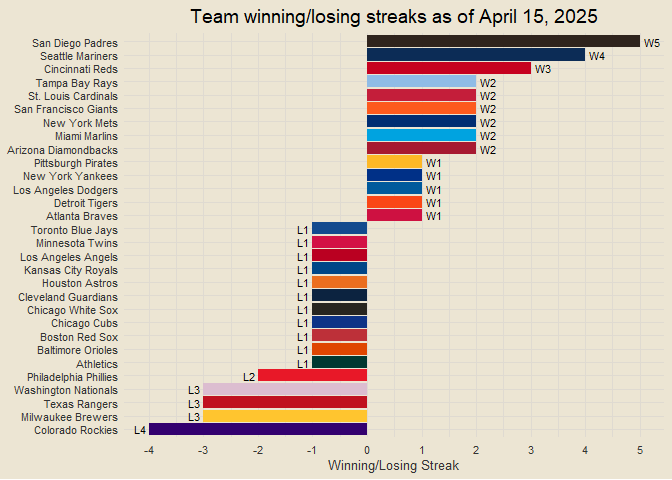 Team winning/losing streaks as of April 15, 2025
San Diego Padres W5
Seattle Mariners W4
Cincinnati Reds W3
Tampa Bay Rays W2
St. Louis Cardinals W2
San Francisco Giants W2
New York Mets W2
Miami Marlins W2
Arizona Diamondbacks W2
Pittsburgh Pirates W1
New York Yankees W1
Los Angeles Dodgers W1
Detroit Tigers W1
Atlanta Braves W1
Toronto Blue Jays L1
Minnesota Twins L1
Los Angeles Angels L1
Kansas City Royals L1
Houston Astros L1
Cleveland Guardians L1
Chicago White Sox L1
Chicago Cubs L1
Boston Red Sox L1
Baltimore Orioles L1
Athletics L1
Philadelphia Phillies L2
Washington Nationals L3
Texas Rangers L3
Milwaukee Brewers L3
Colorado Rockies L4
-4 -3 -2 -1 0 1 2 3 4 5
Winning/Losing Streak